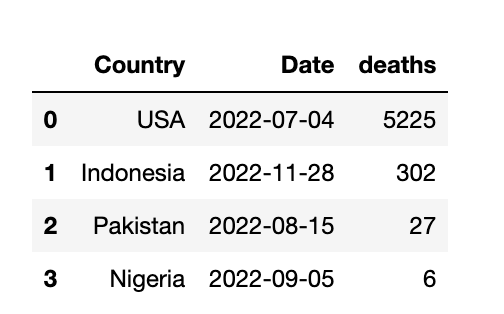 Country Date deaths
0 USA 2022-07-04 5225
1 Indonesia 2022-11-28 302
2 Pakistan 2022-08-15 27
3 Nigeria 2022-09-05 6